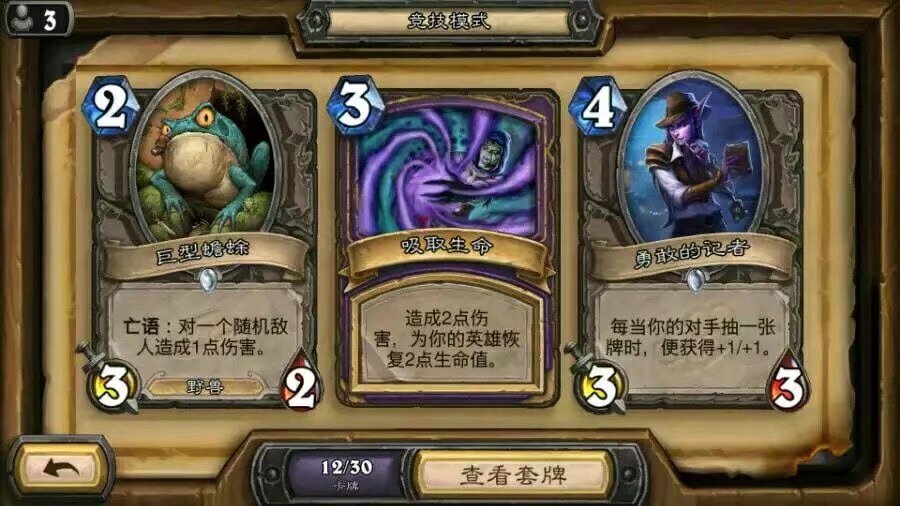 3
竞技模式
2
巨型蟾蜍
亡语：对一个随机敌
人造成1点伤害。
3
野兽
2
3
吸取生命
造成2点伤
害，为你的英雄恢
复2点生命值。
4
勇敢的记者
每当你的对手抽一张
牌时，便获得+1/+1。
3
3
12/30
卡牌
查看套牌